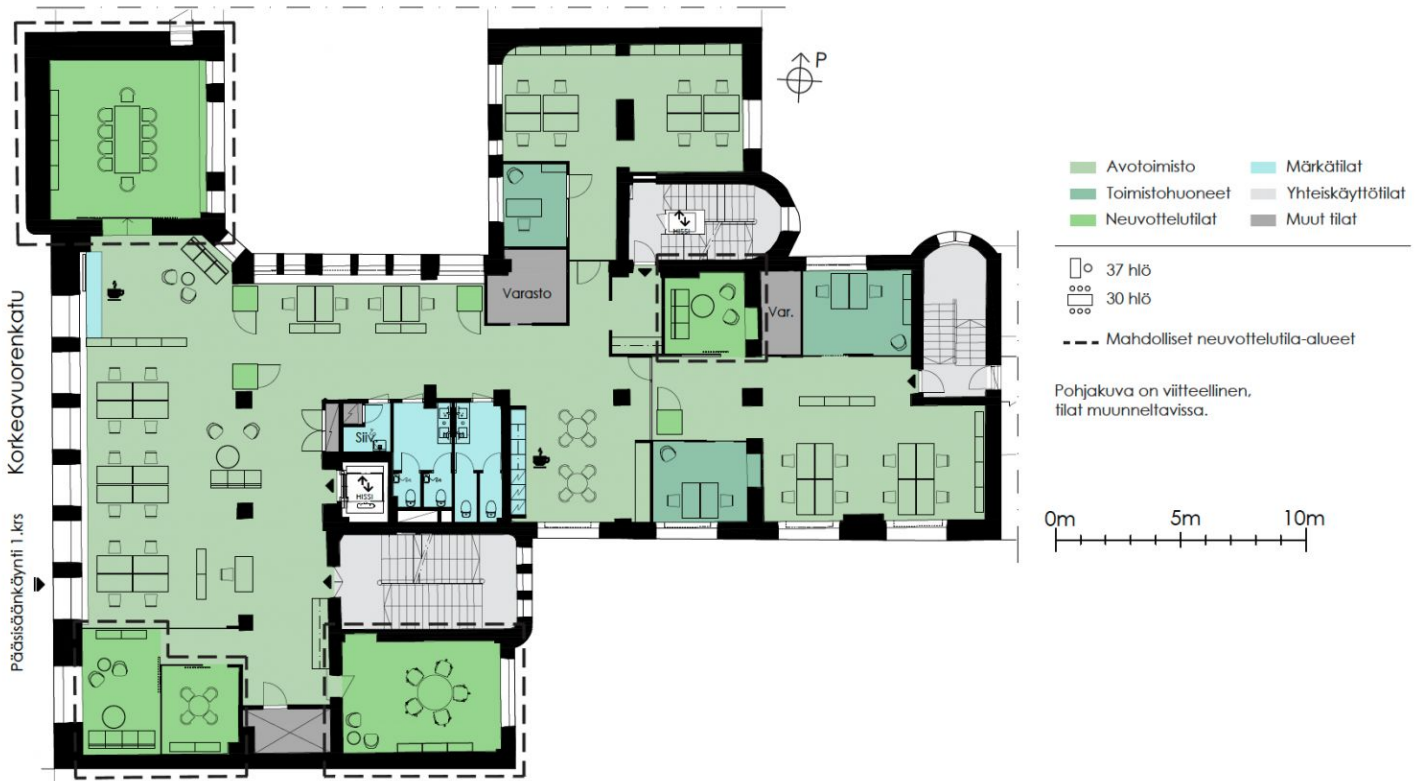 P
Korkeavuorenkatu
Pääsisäänkäynti 1.krs
HISSI
Varasto
Var.
Siiv.
HISSI
Avotoimisto
Toimistohuoneet
Neuvottelutilat
Märkätilat
Yhteiskäyttötilat
Muut tilat
37 hlö
30 hlö
Mahdolliset neuvottelutila-alueet
Pohjakuva on viitteellinen,
tilat muunneltavissa.
0m 5m 10m